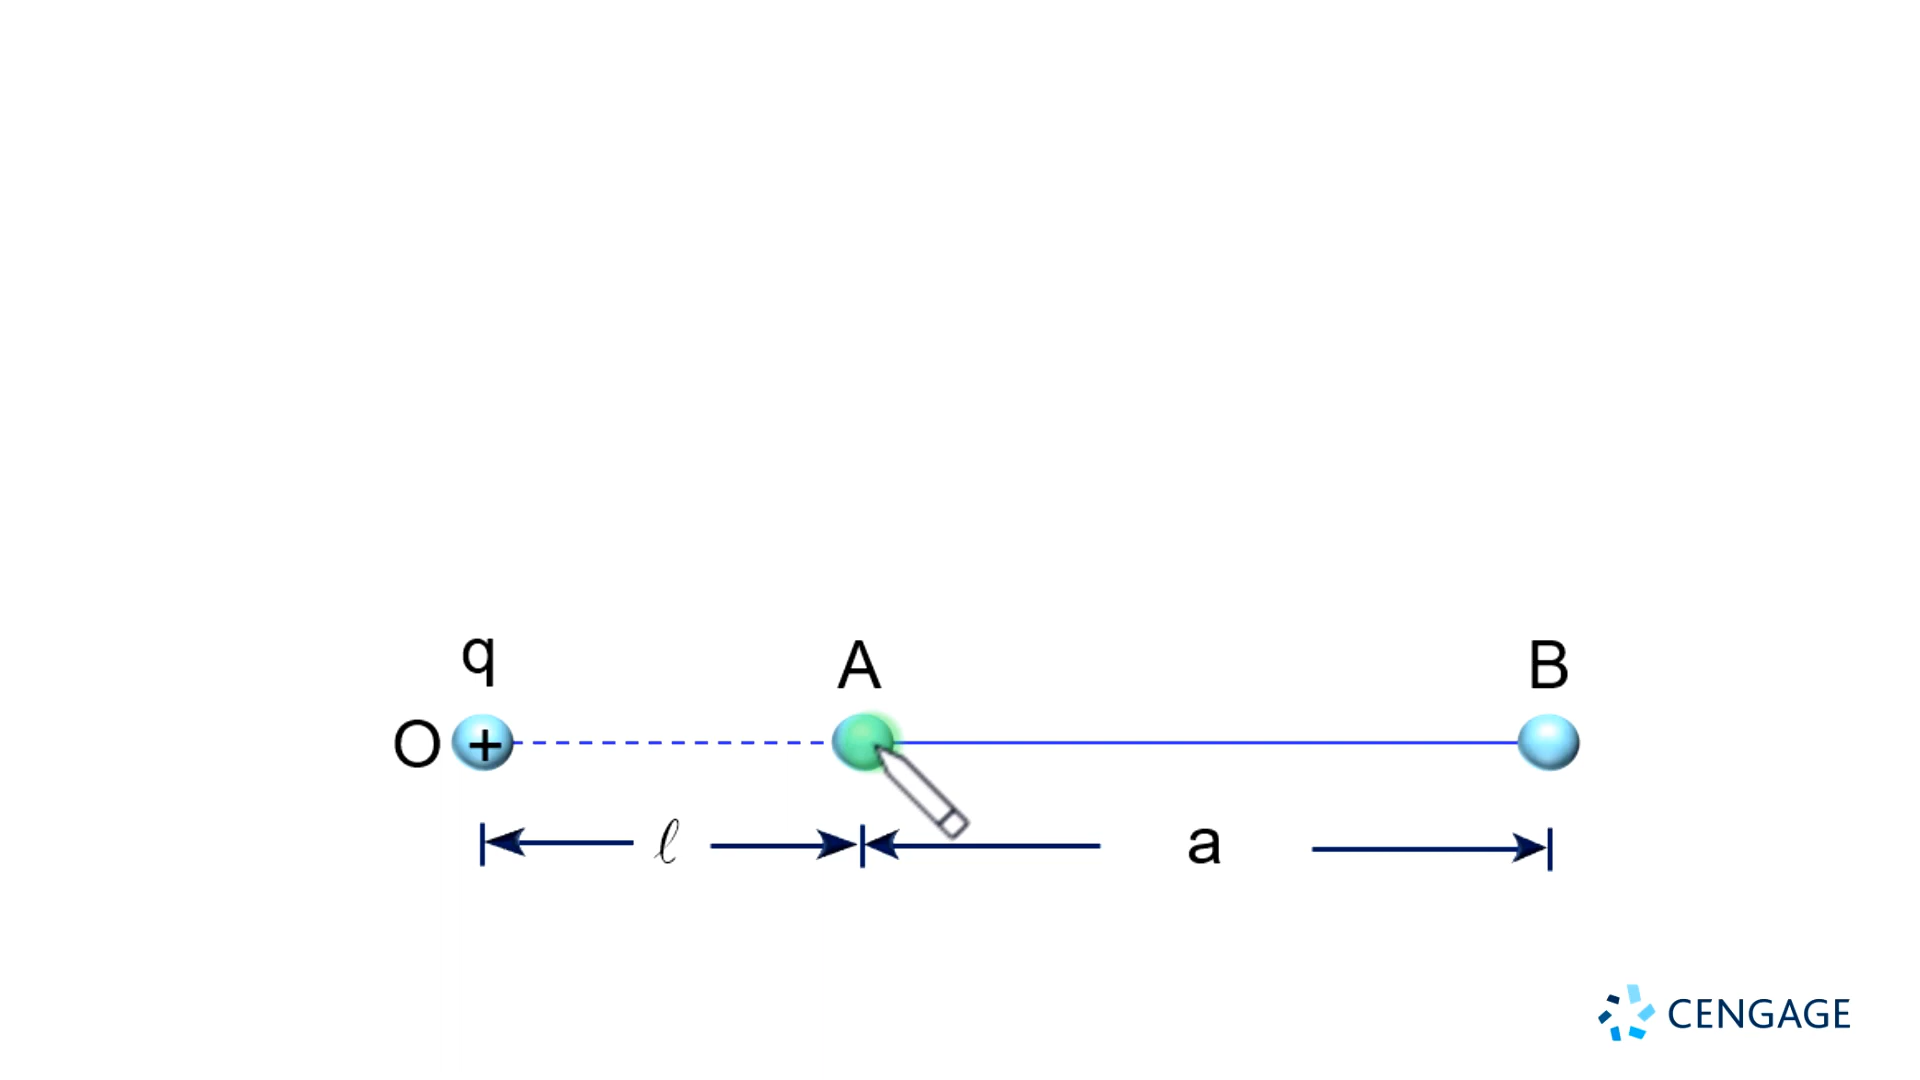 q A B
O +
ℓ a
CENGAGE